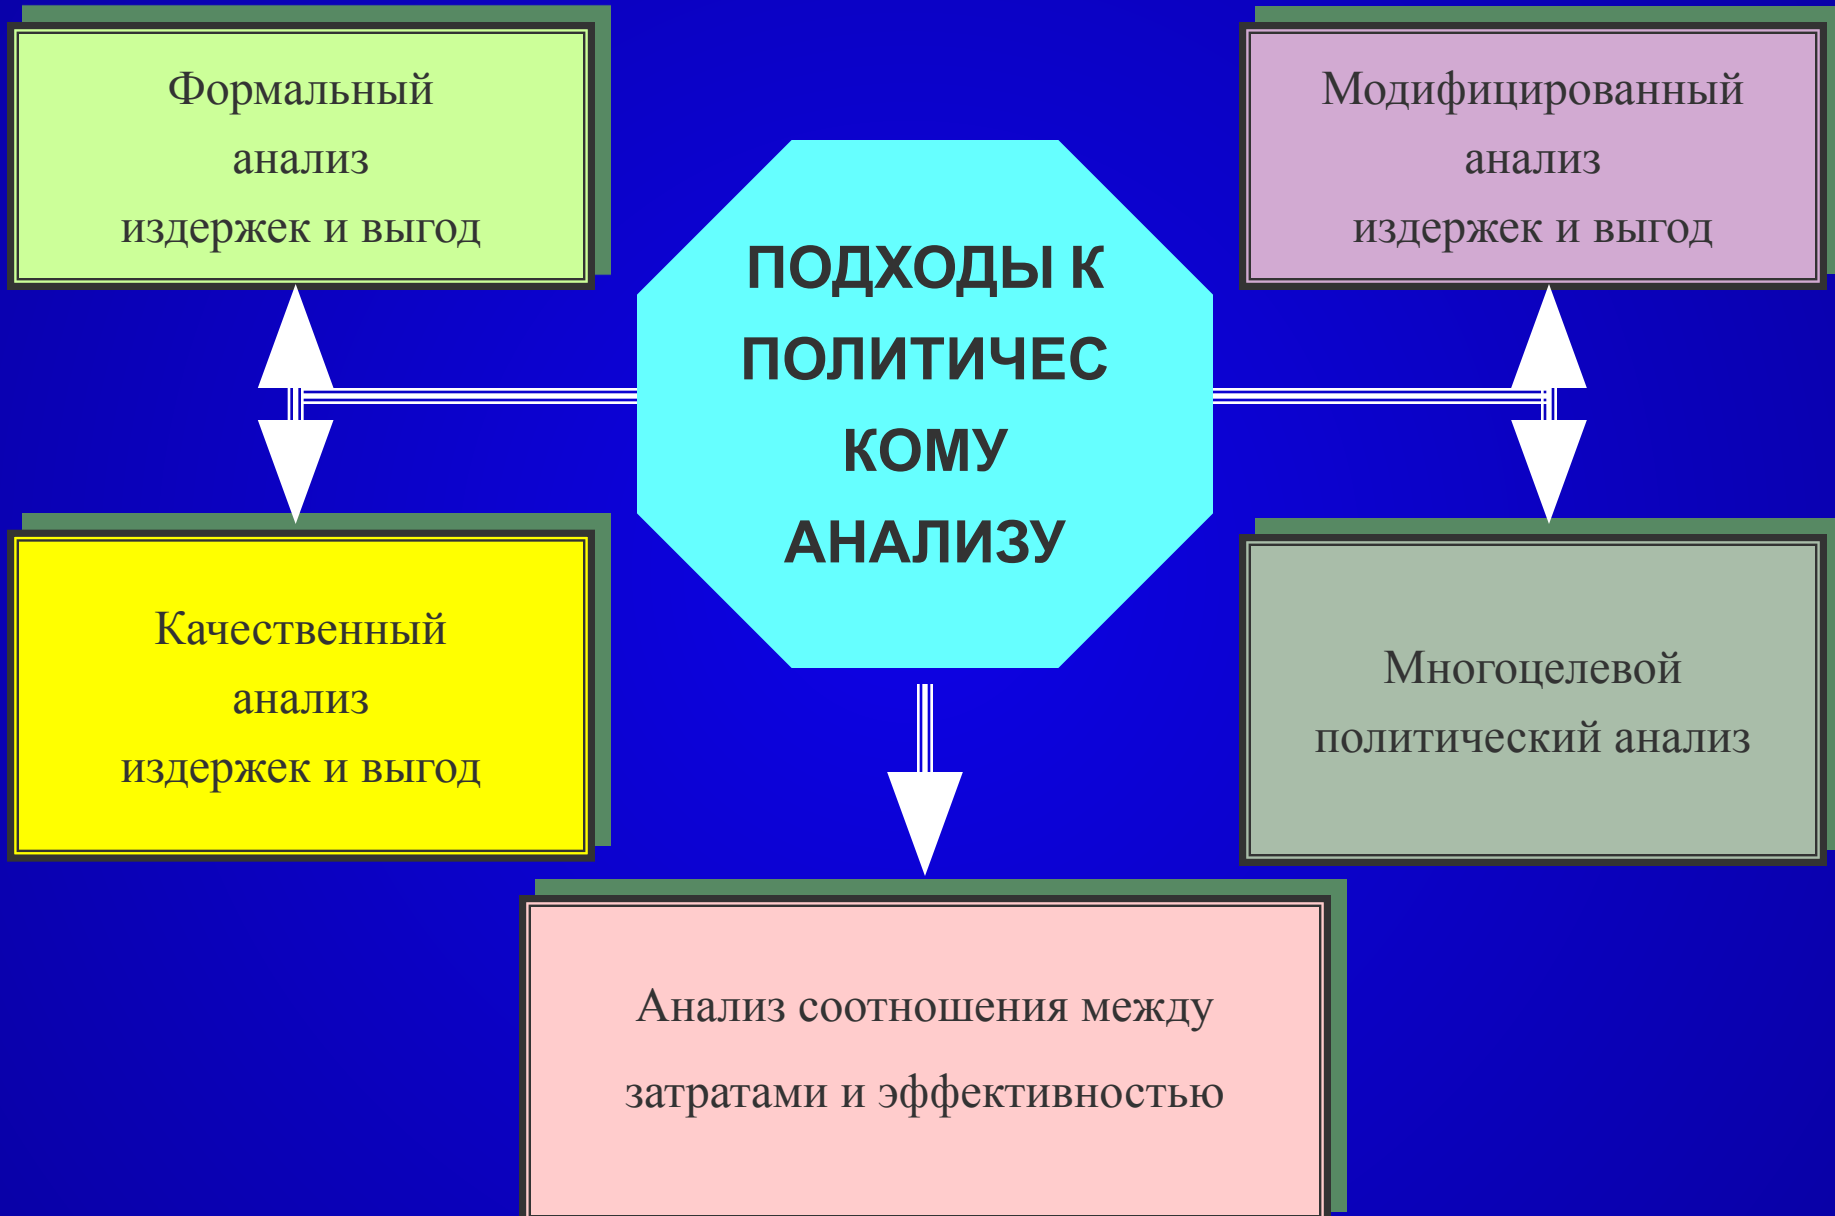 Формальный
анализ
издержек и выгод
Модифицированный
анализ
издержек и выгод
ПОДХОДЫ К
ПОЛИТИЧЕС
КОМУ
АНАЛИЗУ
Качественный
анализ
издержек и выгод
Многоцелевой
политический анализ
Анализ соотношения между
затратами и эффективностью